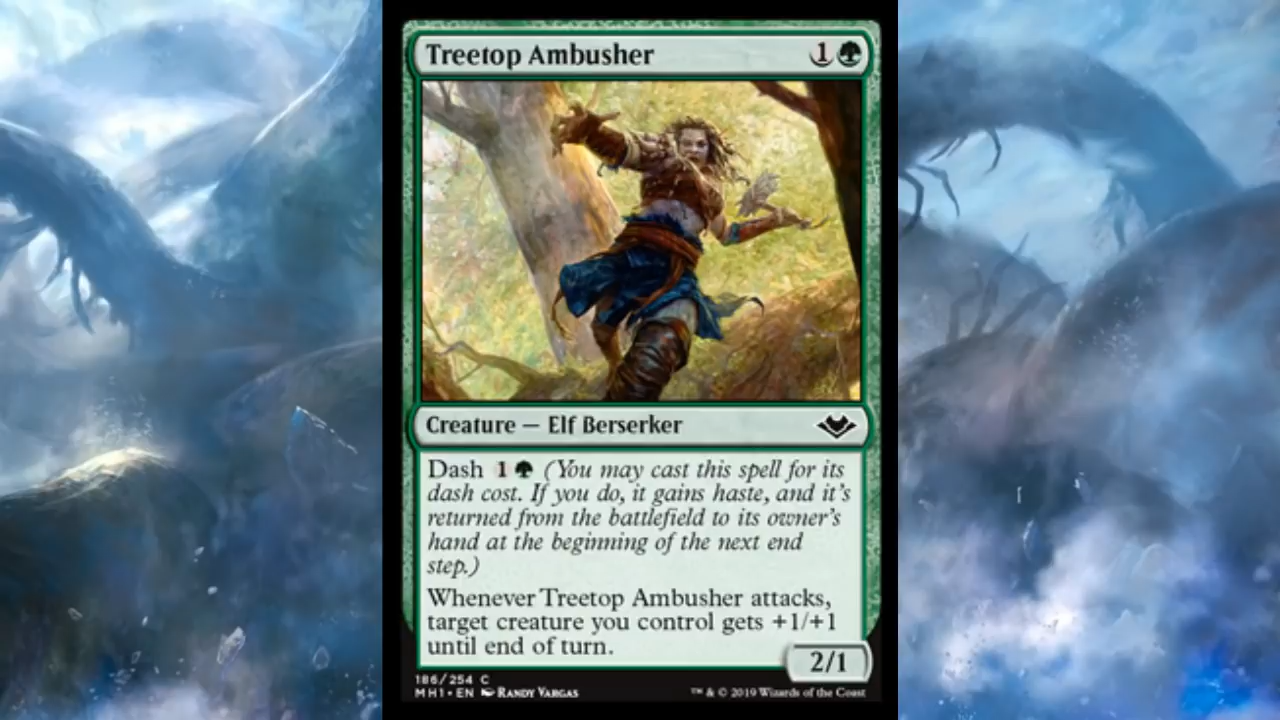 Treetop Ambusher 1
Creature — Elf Berserker
Dash 1 (You may cast this spell for its
dash cost. If you do, it gains haste, and it's
returned from the battlefield to its owner's
hand at the beginning of the next end
step.)
Whenever Treetop Ambusher attacks,
target creature you control gets +1/+1
until end of turn.
2/1
186/254 C
MH1 • EN Randy Vargas
™ & © 2019 Wizards of the Coast